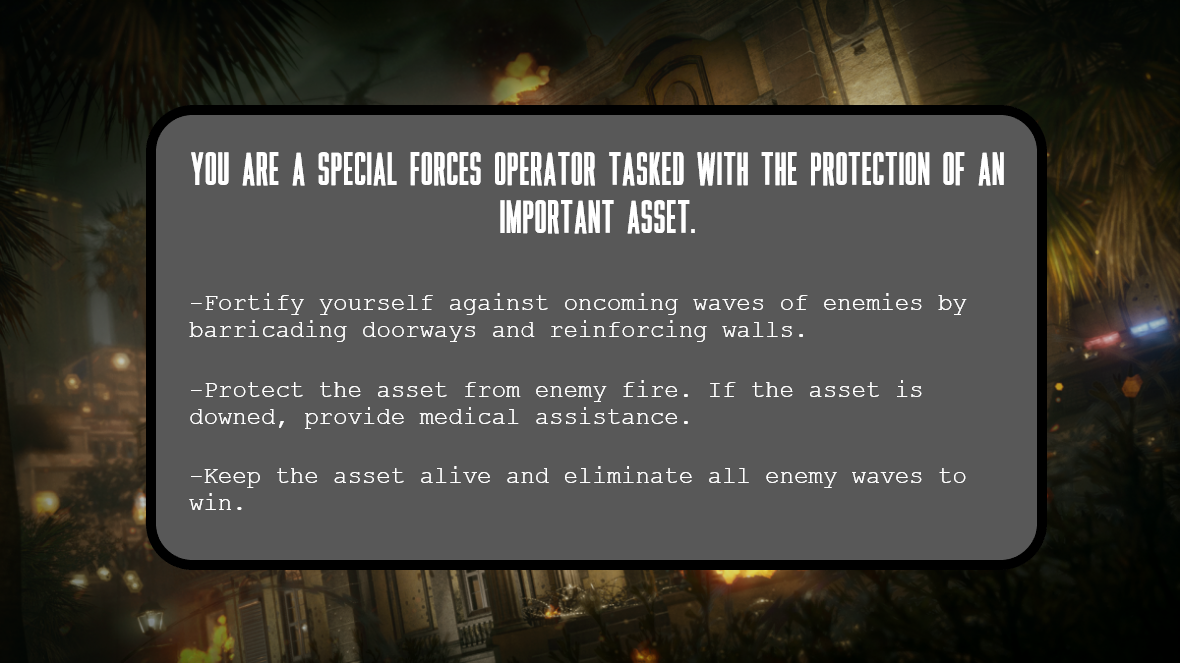 YOU ARE A SPECIAL FORCES OPERATOR TASKED WITH THE PROTECTION OF AN
IMPORTANT ASSET.
-Fortify yourself against oncoming waves of enemies by
barricading doorways and reinforcing walls.
-Protect the asset from enemy fire. If the asset is
downed, provide medical assistance.
-Keep the asset alive and eliminate all enemy waves to
win.